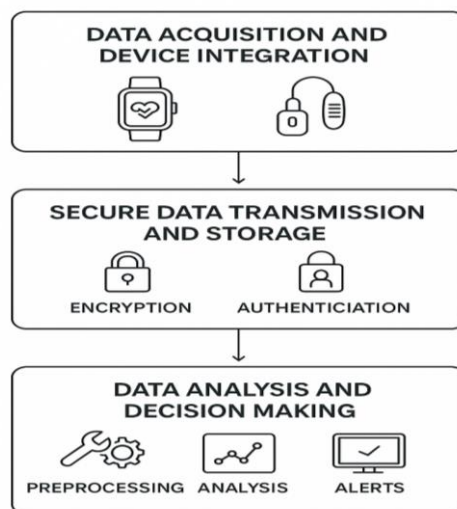 DATA ACQUISITION AND
DEVICE INTEGRATION
SECURE DATA TRANSMISSION
AND STORAGE
ENCRYPTION AUTHENTICIATION
DATA ANALYSIS AND
DECISION MAKING
PREPROCESSING ANALYSIS ALERTS